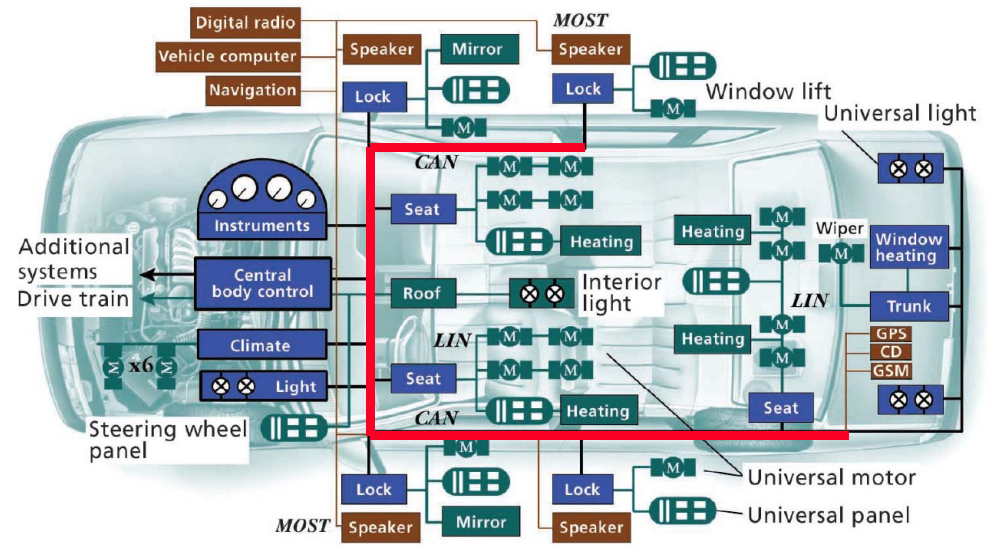 Digital radio
MOST
Vehicle computer
Speaker
Mirror
Speaker
Navigation
Lock
Lock
Window lift
M
M
Universal light
CAN
M M
Seat
M M
Instruments
Heating
Heating
M
Wiper
M
M
Window
heating
Additional
systems
Drive train
Central
body control
Roof
Interior
light
LIN
Trunk
Climate
LIN
M M
Heating
M
GPS
CD
GSM
M x6 M
Light
Seat
M M
M
CAN
Heating
Seat
Steering wheel
panel
M
Lock
Lock
M
Universal motor
MOST
Speaker
Mirror
Speaker
Universal panel